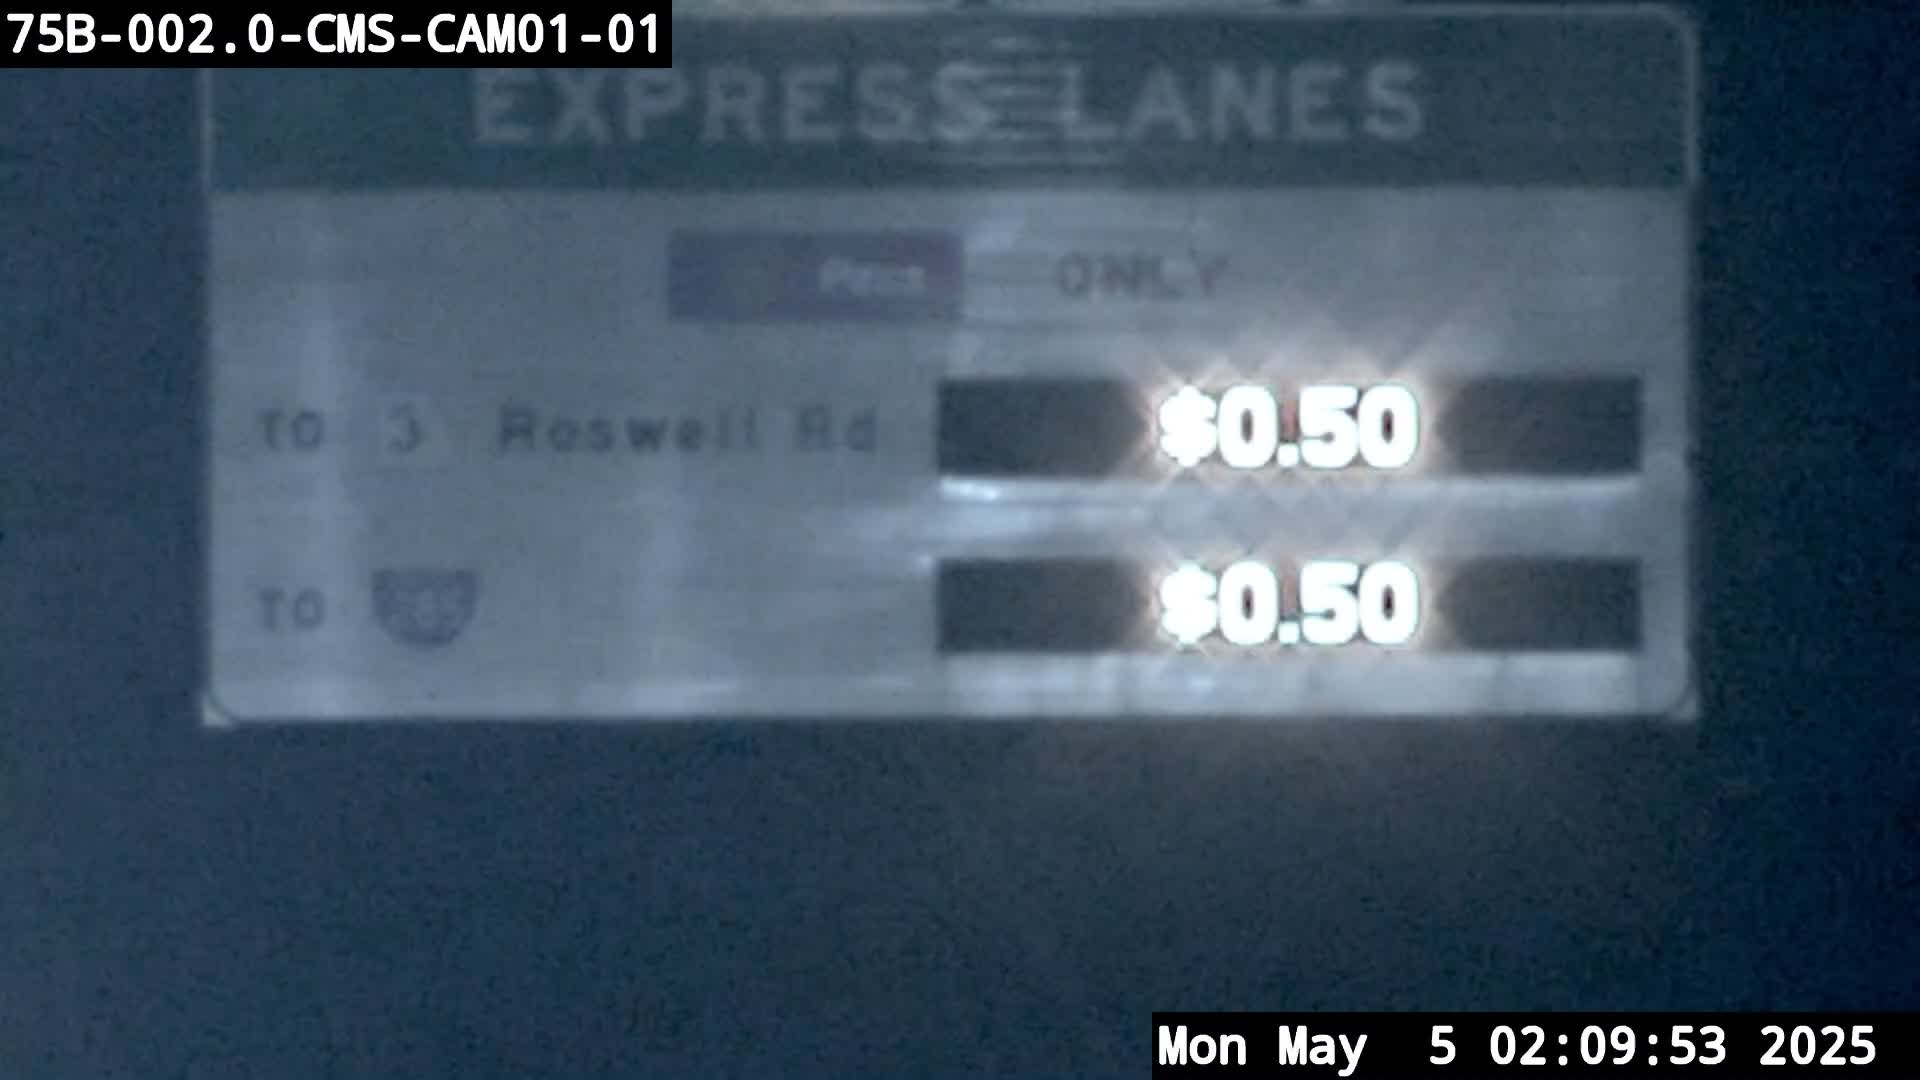 75B-002.0-CMS-CAM01-01
EXPRESS LANES
Pass ONLY
TO 3 Roswell Rd $0.50
TO $0.50
Mon May 5 02:09:53 2025